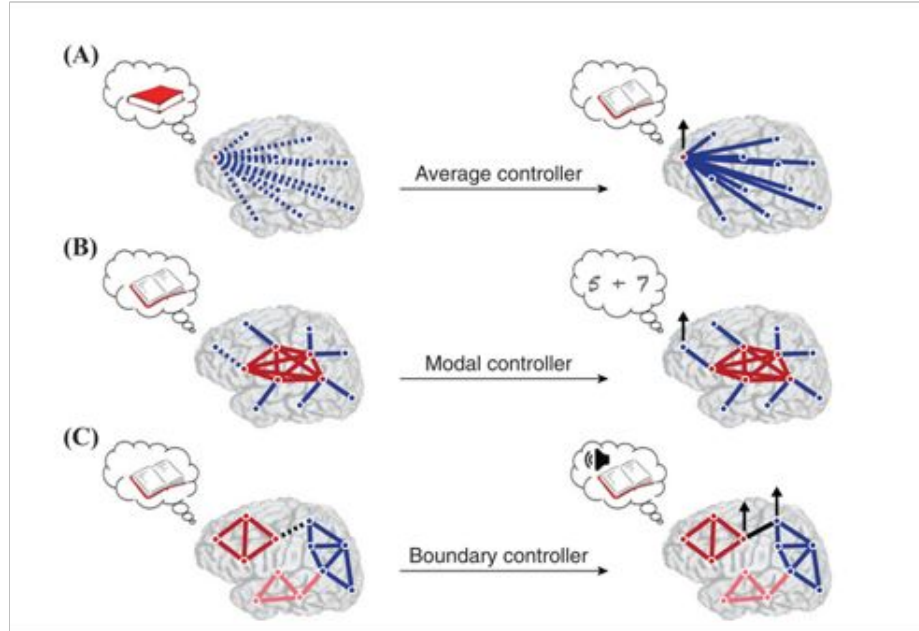 (A)
Average controller
(B)
5 + 7
Modal controller
(C)
Boundary controller